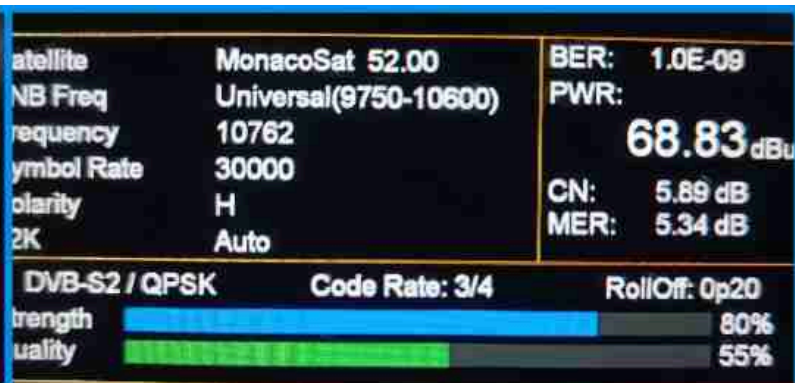 atellite MonacoSat 52.00
NB Freq Universal(9750-10600)
requency 10762
ymbol Rate 30000
olarity H
2K Auto
BER: 1.0E-09
PWR:
68.83 dBu
CN: 5.89 dB
MER: 5.34 dB
DVB-S2 / QPSK Code Rate: 3/4 RollOff: 0p20
trength 80%
uality 55%